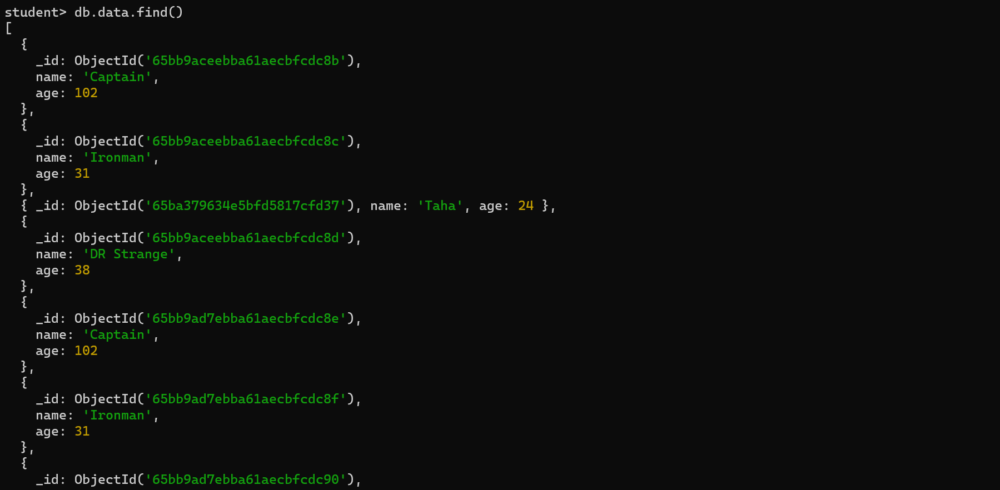 student> db.data.find()
[
  {
    _id: ObjectId('65bb9aceebba61aecbfcdc8b'),
    name: 'Captain',
    age: 102
  },
  {
    _id: ObjectId('65bb9aceebba61aecbfcdc8c'),
    name: 'Ironman',
    age: 31
  },
  { _id: ObjectId('65ba379634e5bfd5817cfd37'), name: 'Taha', age: 24 },
  {
    _id: ObjectId('65bb9aceebba61aecbfcdc8d'),
    name: 'DR Strange',
    age: 38
  },
  {
    _id: ObjectId('65bb9ad7ebba61aecbfcdc8e'),
    name: 'Captain',
    age: 102
  },
  {
    _id: ObjectId('65bb9ad7ebba61aecbfcdc8f'),
    name: 'Ironman',
    age: 31
  },
  {
    _id: ObjectId('65bb9ad7ebba61aecbfcdc90'),